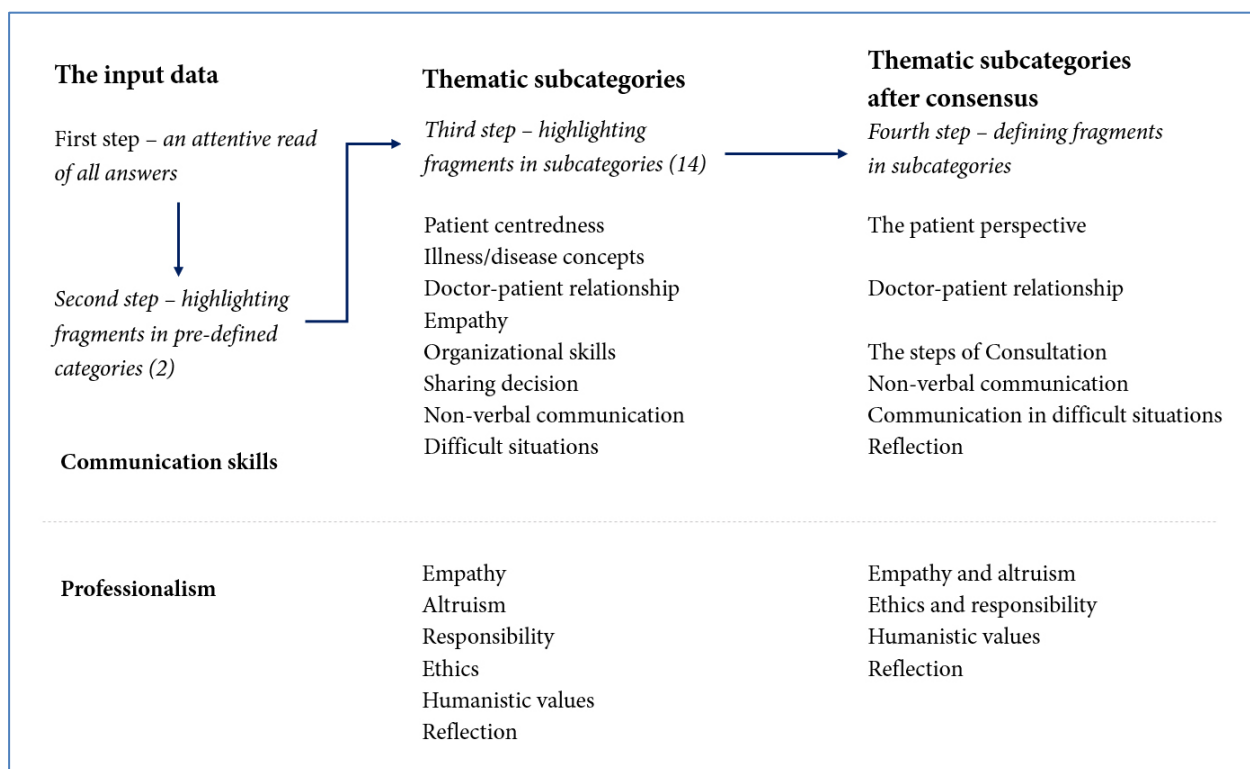 The input data
First step – an attentive read
of all answers
Second step – highlighting
fragments in pre-defined
categories (2)
Communication skills
Thematic subcategories
Third step – highlighting
fragments in subcategories (14)
Patient centredness
Illness/disease concepts
Doctor-patient relationship
Empathy
Organizational skills
Sharing decision
Non-verbal communication
Difficult situations
Thematic subcategories
after consensus
Fourth step – defining fragments
in subcategories
The patient perspective
Doctor-patient relationship
The steps of Consultation
Non-verbal communication
Communication in difficult situations
Reflection
Professionalism
Empathy
Altruism
Responsibility
Ethics
Humanistic values
Reflection
Empathy and altruism
Ethics and responsibility
Humanistic values
Reflection